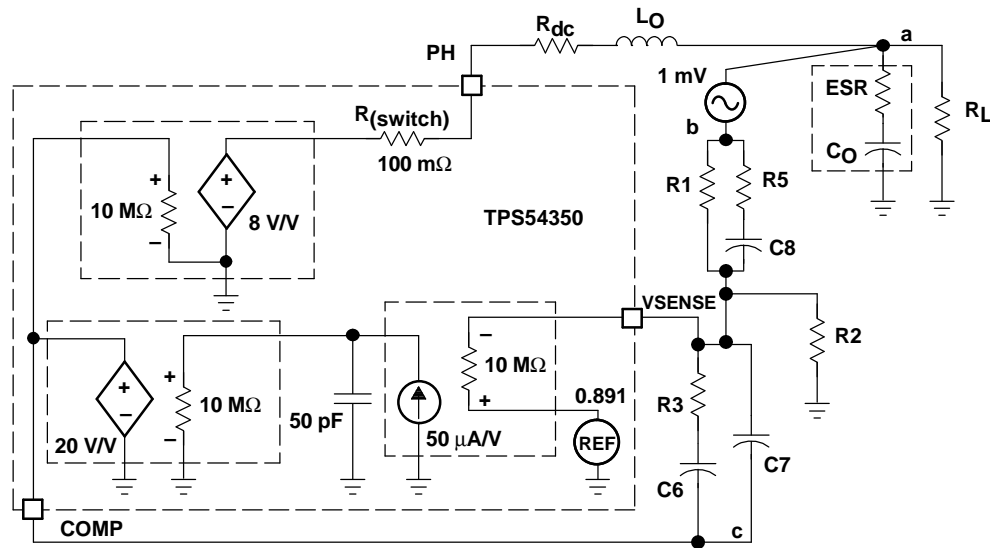 L_O
R_dc
a
PH
1 mV
ESR
R_L
C_O
b
R_(switch)
100 mΩ
R1
R5
C8
10 MΩ
+
−
+
−
8 V/V
TPS54350
VSENSE
R2
+
−
20 V/V
+
−
10 MΩ
50 pF
50 μA/V
−
10 MΩ
+
0.891
REF
R3
C6
C7
c
COMP